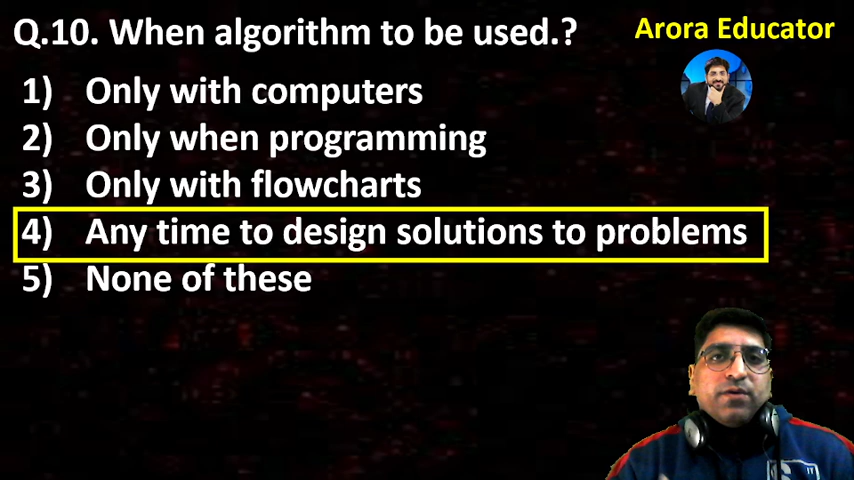 Q.10. When algorithm to be used.?
Arora Educator
1) Only with computers
2) Only when programming
3) Only with flowcharts
4) Any time to design solutions to problems
5) None of these